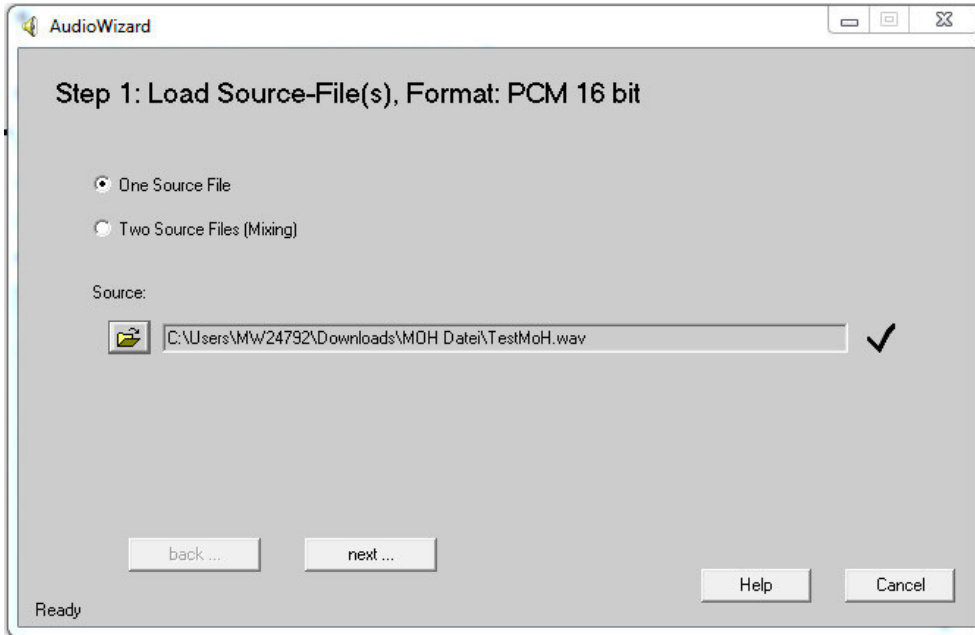 AudioWizard
Step 1: Load Source-File(s), Format: PCM 16 bit
One Source File
Two Source Files (Mixing)
Source:
C:\Users\MW24792\Downloads\MOH Datei\TestMoH.wav
back ...
next ...
Help
Cancel
Ready